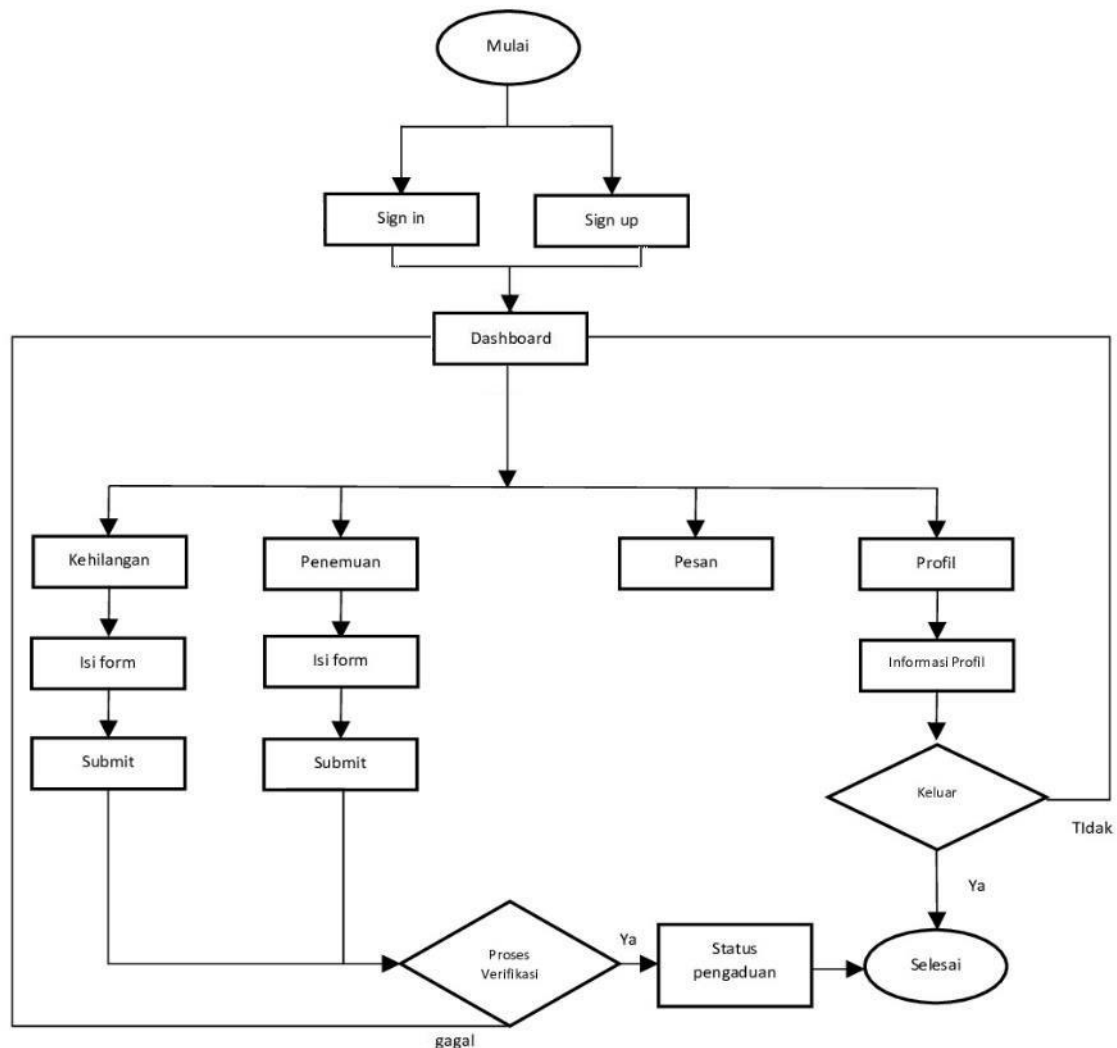 Mulai
Sign in
Sign up
Dashboard
Kehilangan
Penemuan
Pesan
Profil
Isi form
Isi form
Informasi Profil
Submit
Submit
Keluar
TIdak
Ya
Proses
Verifikasi
Ya
Status
pengaduan
Selesai
gagal